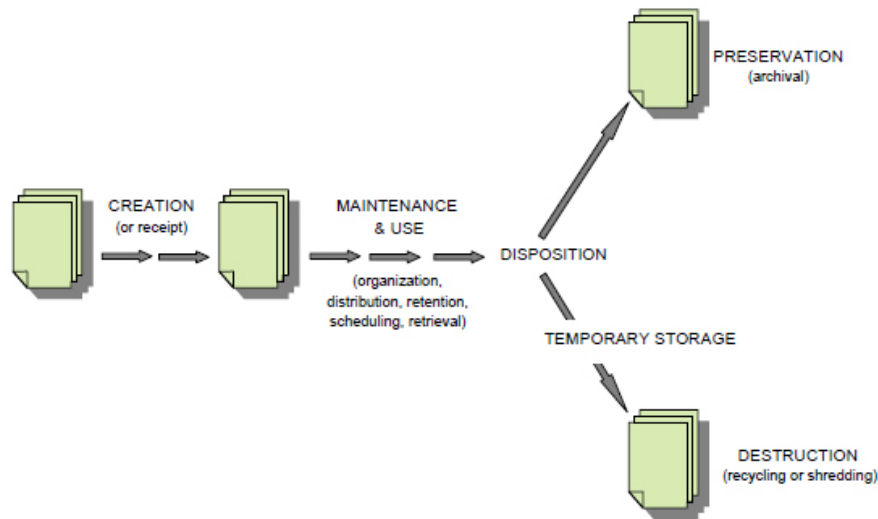 PRESERVATION
(archival)
CREATION
(or receipt)
MAINTENANCE
& USE
(organization,
distribution, retention,
scheduling, retrieval)
DISPOSITION
TEMPORARY STORAGE
DESTRUCTION
(recycling or shredding)